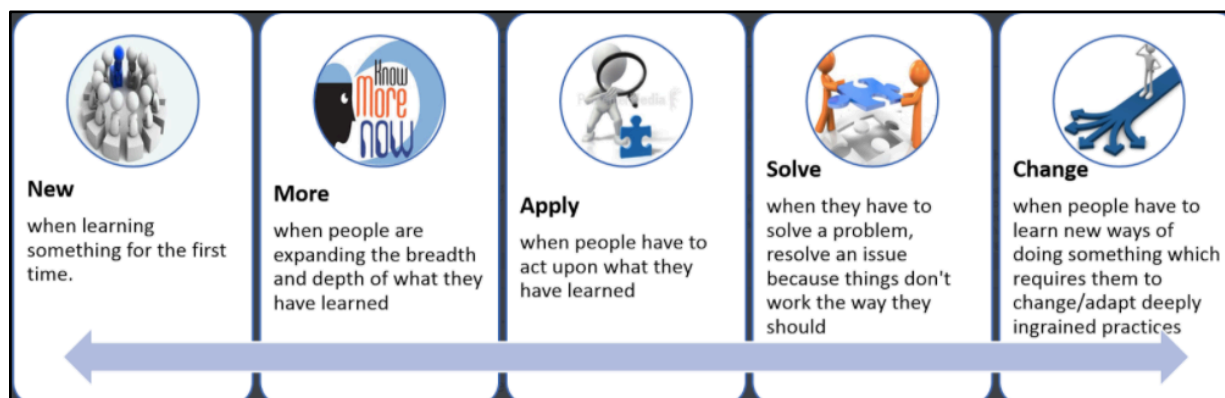 New
when learning
something for the first
time.
Know
More
now
More
when people are
expanding the breadth
and depth of what they
have learned
Apply
when people have to
act upon what they
have learned
Solve
when they have to
solve a problem,
resolve an issue
because things don't
work the way they
should
Change
when people have to
learn new ways of
doing something which
requires them to
change/adapt deeply
ingrained practices